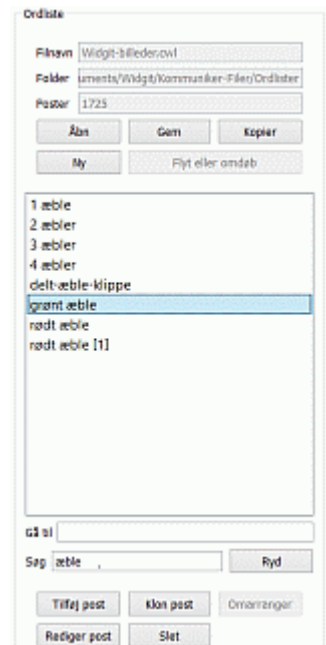 Ordliste
Filnavn Widgit-billeder.cwl
Folder uments/Widgit/Kommuniker-Filer/Ordlister
Poster 1725
Åbn Gem Kopier
Ny Flyt eller omdøb
1 æble
2 æbler
3 æbler
4 æbler
delt-æble-klippe
grønt æble
rødt æble
rødt æble [1]
Gå til
Søg æble
Ryd
Tilføj post Klon post Omarranger
Rediger post Slet